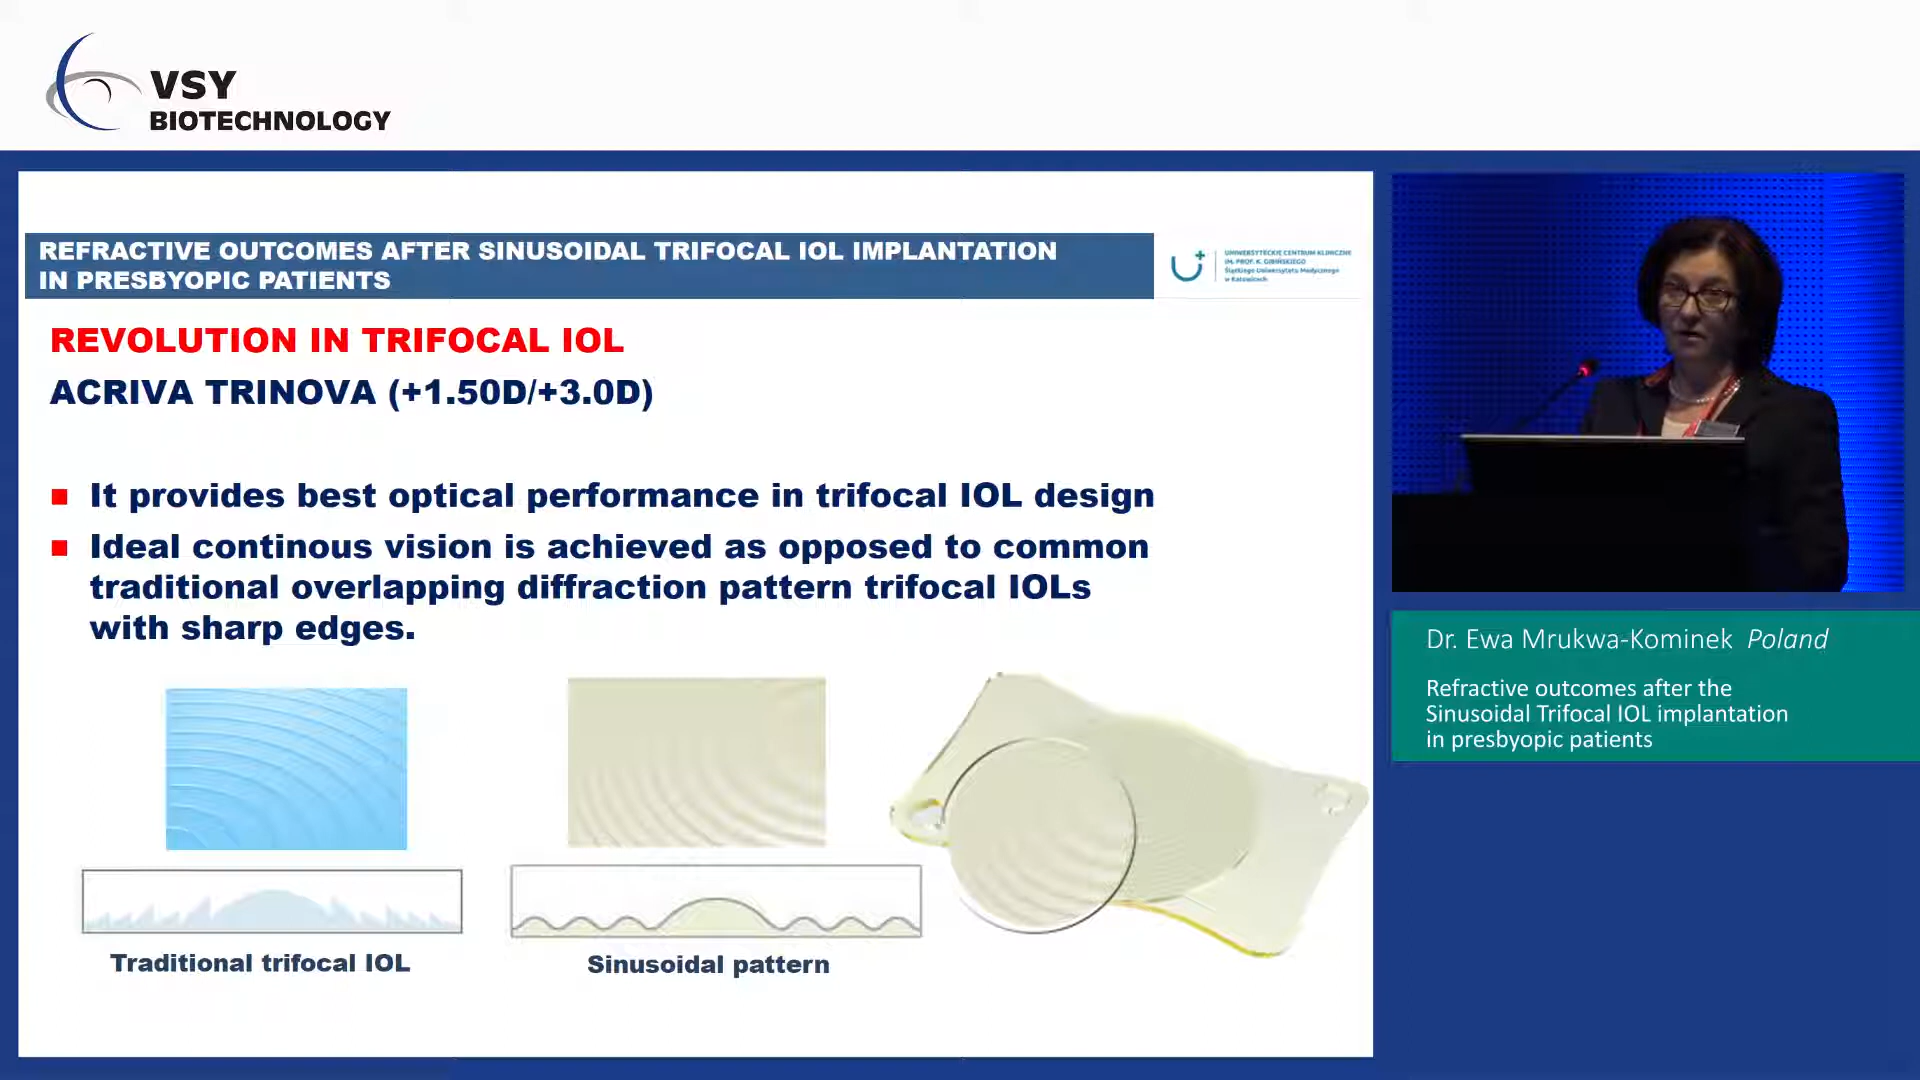 VSY
BIOTECHNOLOGY
REFRACTIVE OUTCOMES AFTER SINUSOIDAL TRIFOCAL IOL IMPLANTATION
IN PRESBYOPIC PATIENTS
UNIWERSYTECKIE CENTRUM KLINICZNE
IM. PROF. K. GIBIŃSKIEGO
Śląskiego Uniwersytetu Medycznego
w Katowicach
REVOLUTION IN TRIFOCAL IOL
ACRIVA TRINOVA (+1.50D/+3.0D)
It provides best optical performance in trifocal IOL design
Ideal continous vision is achieved as opposed to common
traditional overlapping diffraction pattern trifocal IOLs
with sharp edges.
Traditional trifocal IOL
Sinusoidal pattern
Dr. Ewa Mrukwa-Kominek Poland
Refractive outcomes after the
Sinusoidal Trifocal IOL implantation
in presbyopic patients